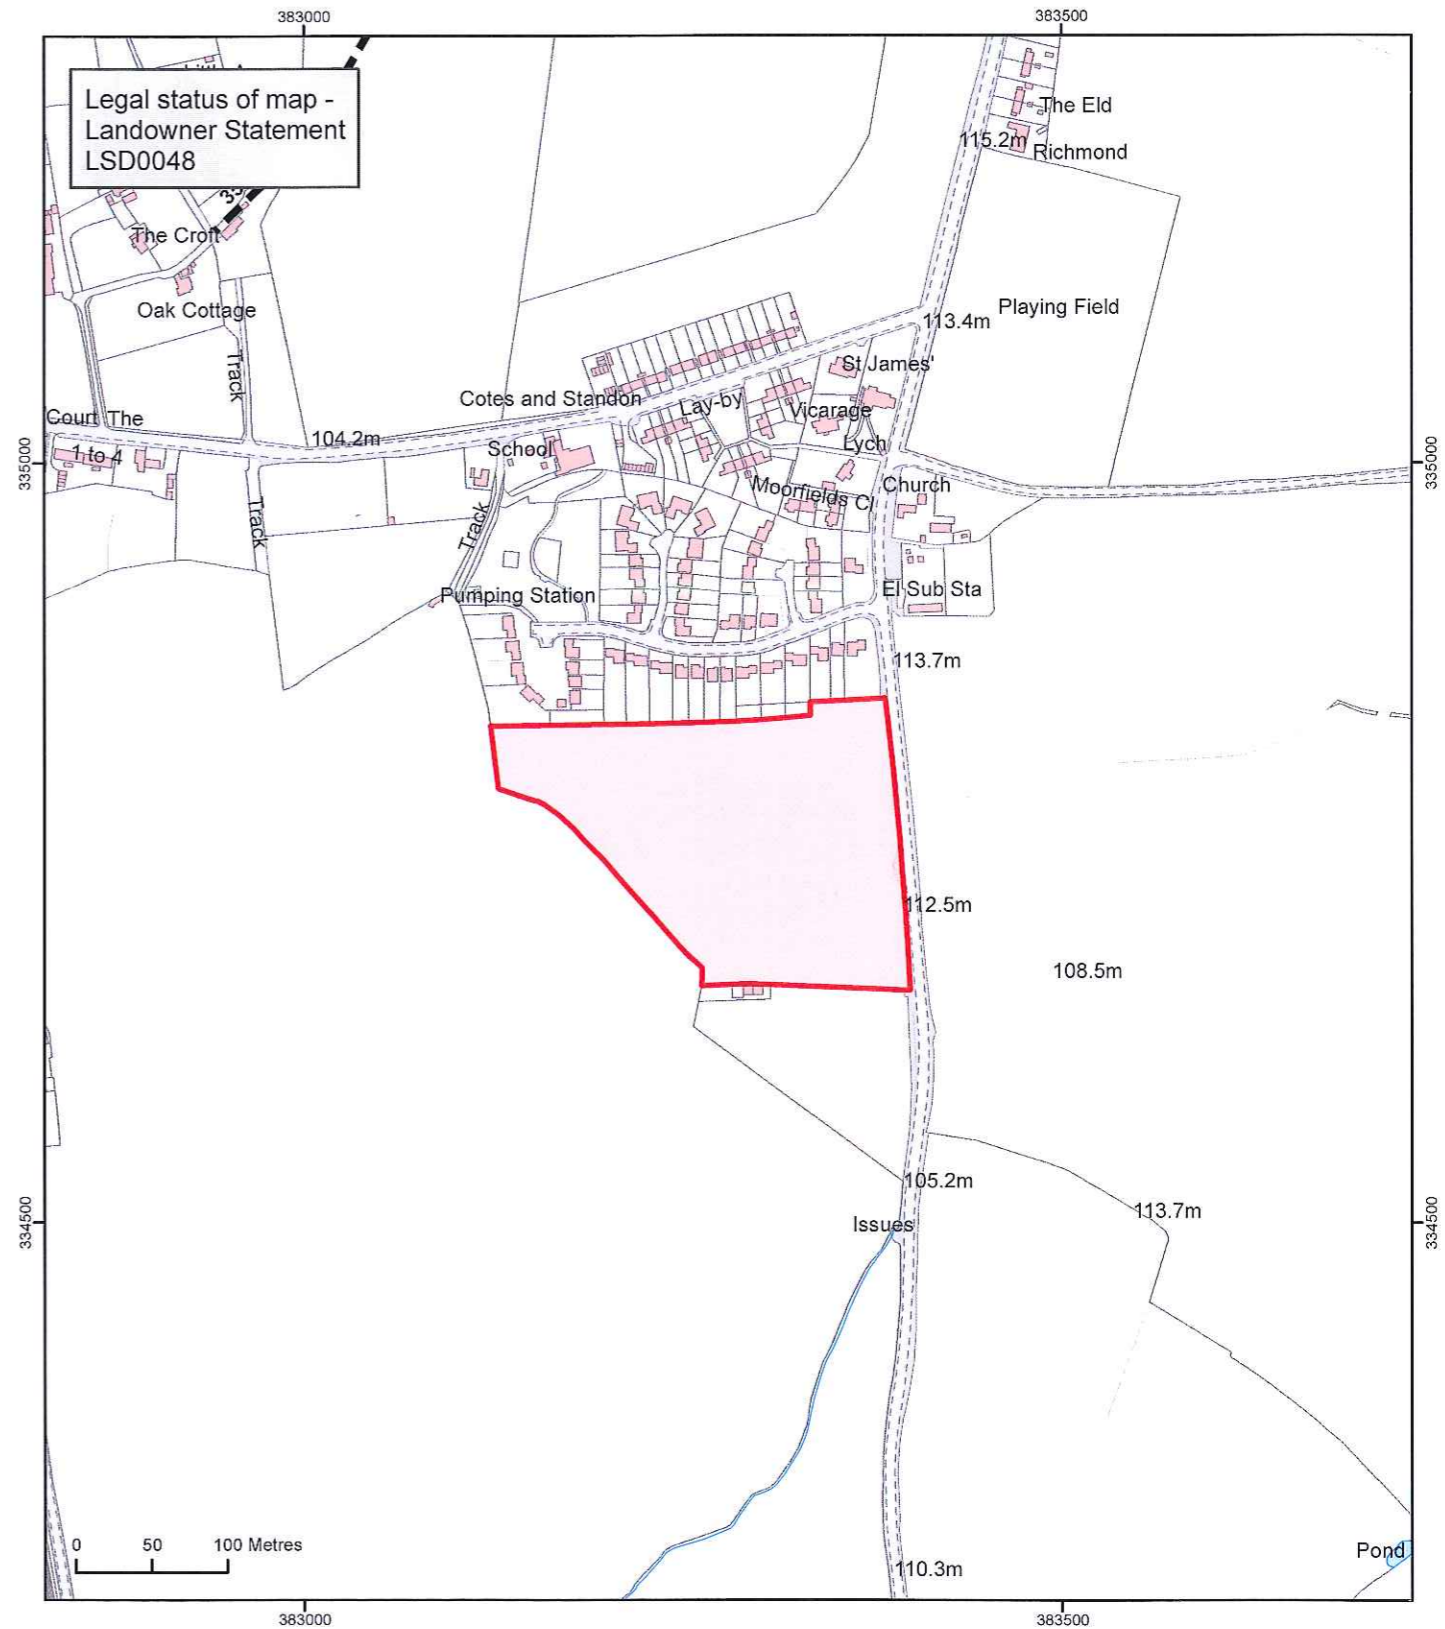 383000
383500
Legal status of map -
Landowner Statement
LSD0048
The Eld
115.2m
Richmond
The Croft
Oak Cottage
Playing Field
113.4m
Track
St James'
Cotes and Standon
Lay-by
Vicarage
Court The
104.2m
School
Lych
1 to 4
335000
335000
Moorfields Cl
Church
Track
Track
Pumping Station
El Sub Sta
113.7m
112.5m
108.5m
105.2m
113.7m
Issues
334500
334500
0 50 100 Metres
Pond
110.3m
383000
383500